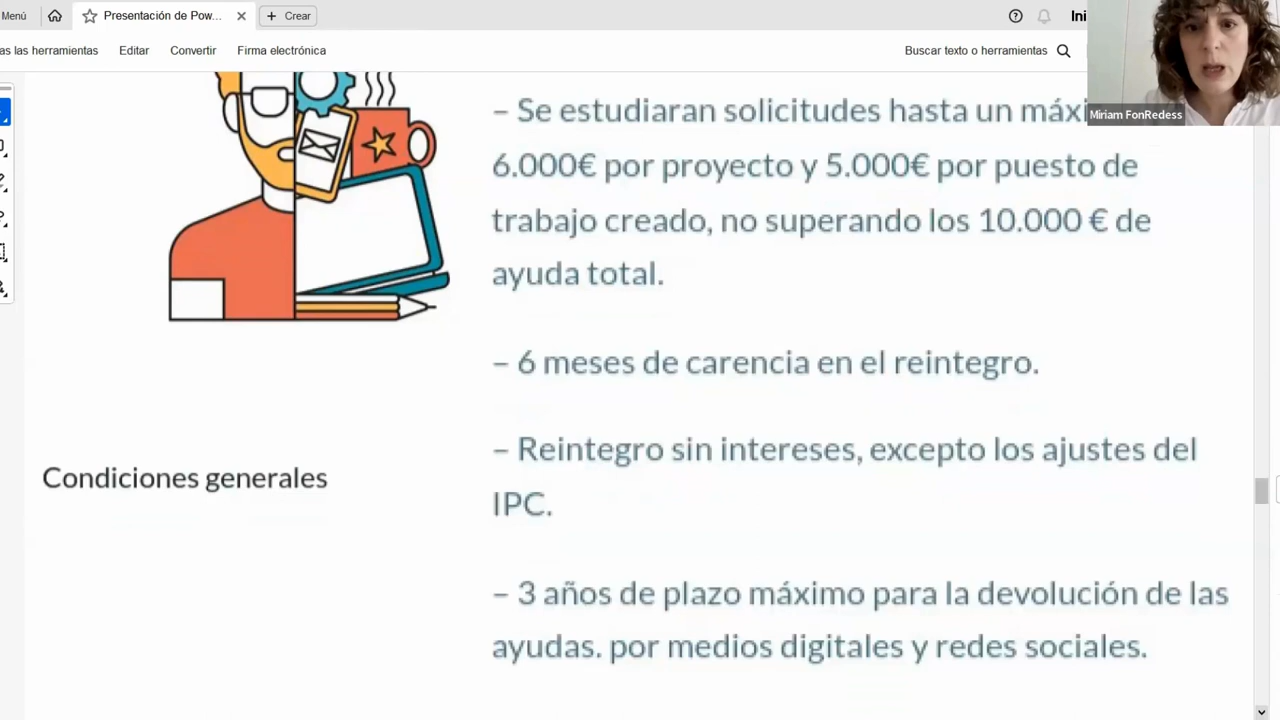 Menú
Presentación de Pow...
Crear
Ini
as las herramientas
Editar
Convertir
Firma electrónica
Buscar texto o herramientas
Miriam FonRedess
– Se estudiaran solicitudes hasta un máxi
6.000€ por proyecto y 5.000€ por puesto de
trabajo creado, no superando los 10.000 € de
ayuda total.
– 6 meses de carencia en el reintegro.
Condiciones generales
– Reintegro sin intereses, excepto los ajustes del
IPC.
– 3 años de plazo máximo para la devolución de las
ayudas. por medios digitales y redes sociales.